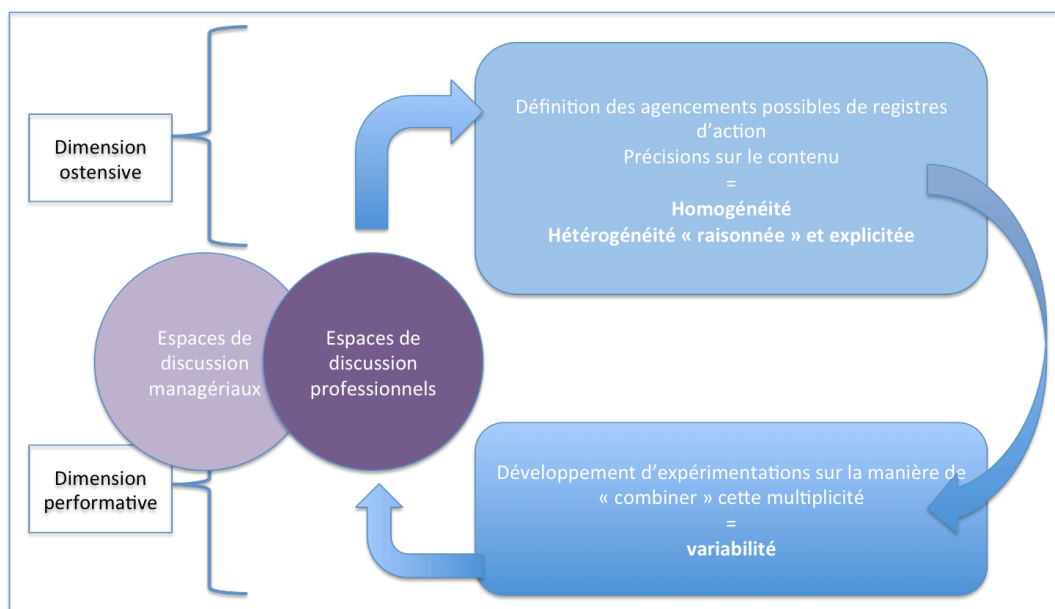 Dimension
ostensive
Définition des agencements possibles de registres
d’action
Précisions sur le contenu
=
Homogénéité
Hétérogénéité « raisonnée » et explicitée
Espaces de
discussion
managériaux
Espaces de
discussion
professionnels
Dimension
performative
Développement d’expérimentations sur la manière de
« combiner » cette multiplicité
=
variabilité